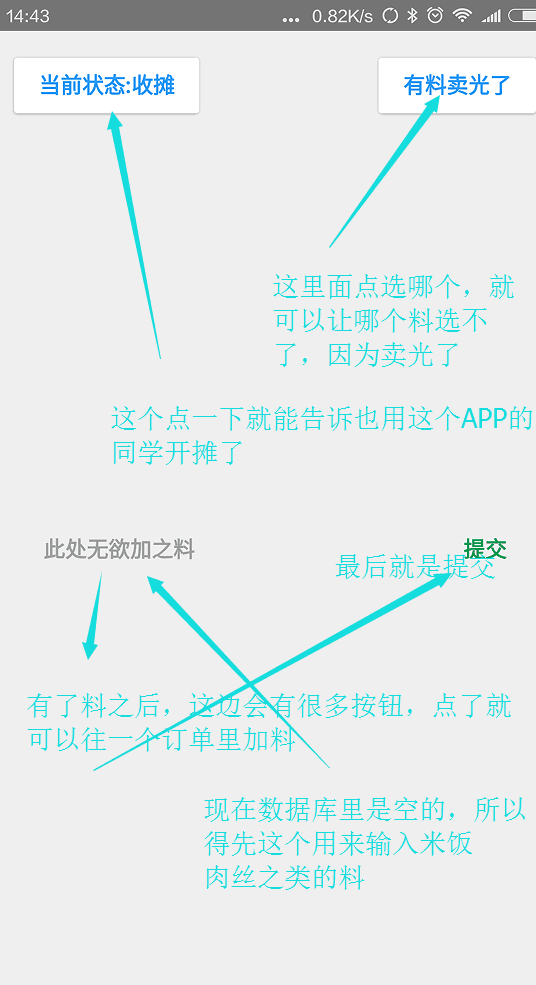 14:43
... 0.82K/s
当前状态:收摊
有料卖光了
这里面点选哪个，就
可以让哪个料选不
了，因为卖光了
这个点一下就能告诉也用这个APP的
同学开摊了
此处无欲加之料
提交
最后就是提交
有了料之后，这边会有很多按钮，点了就
可以往一个订单里加料
现在数据库里是空的，所以
得先这个用来输入米饭
肉丝之类的料